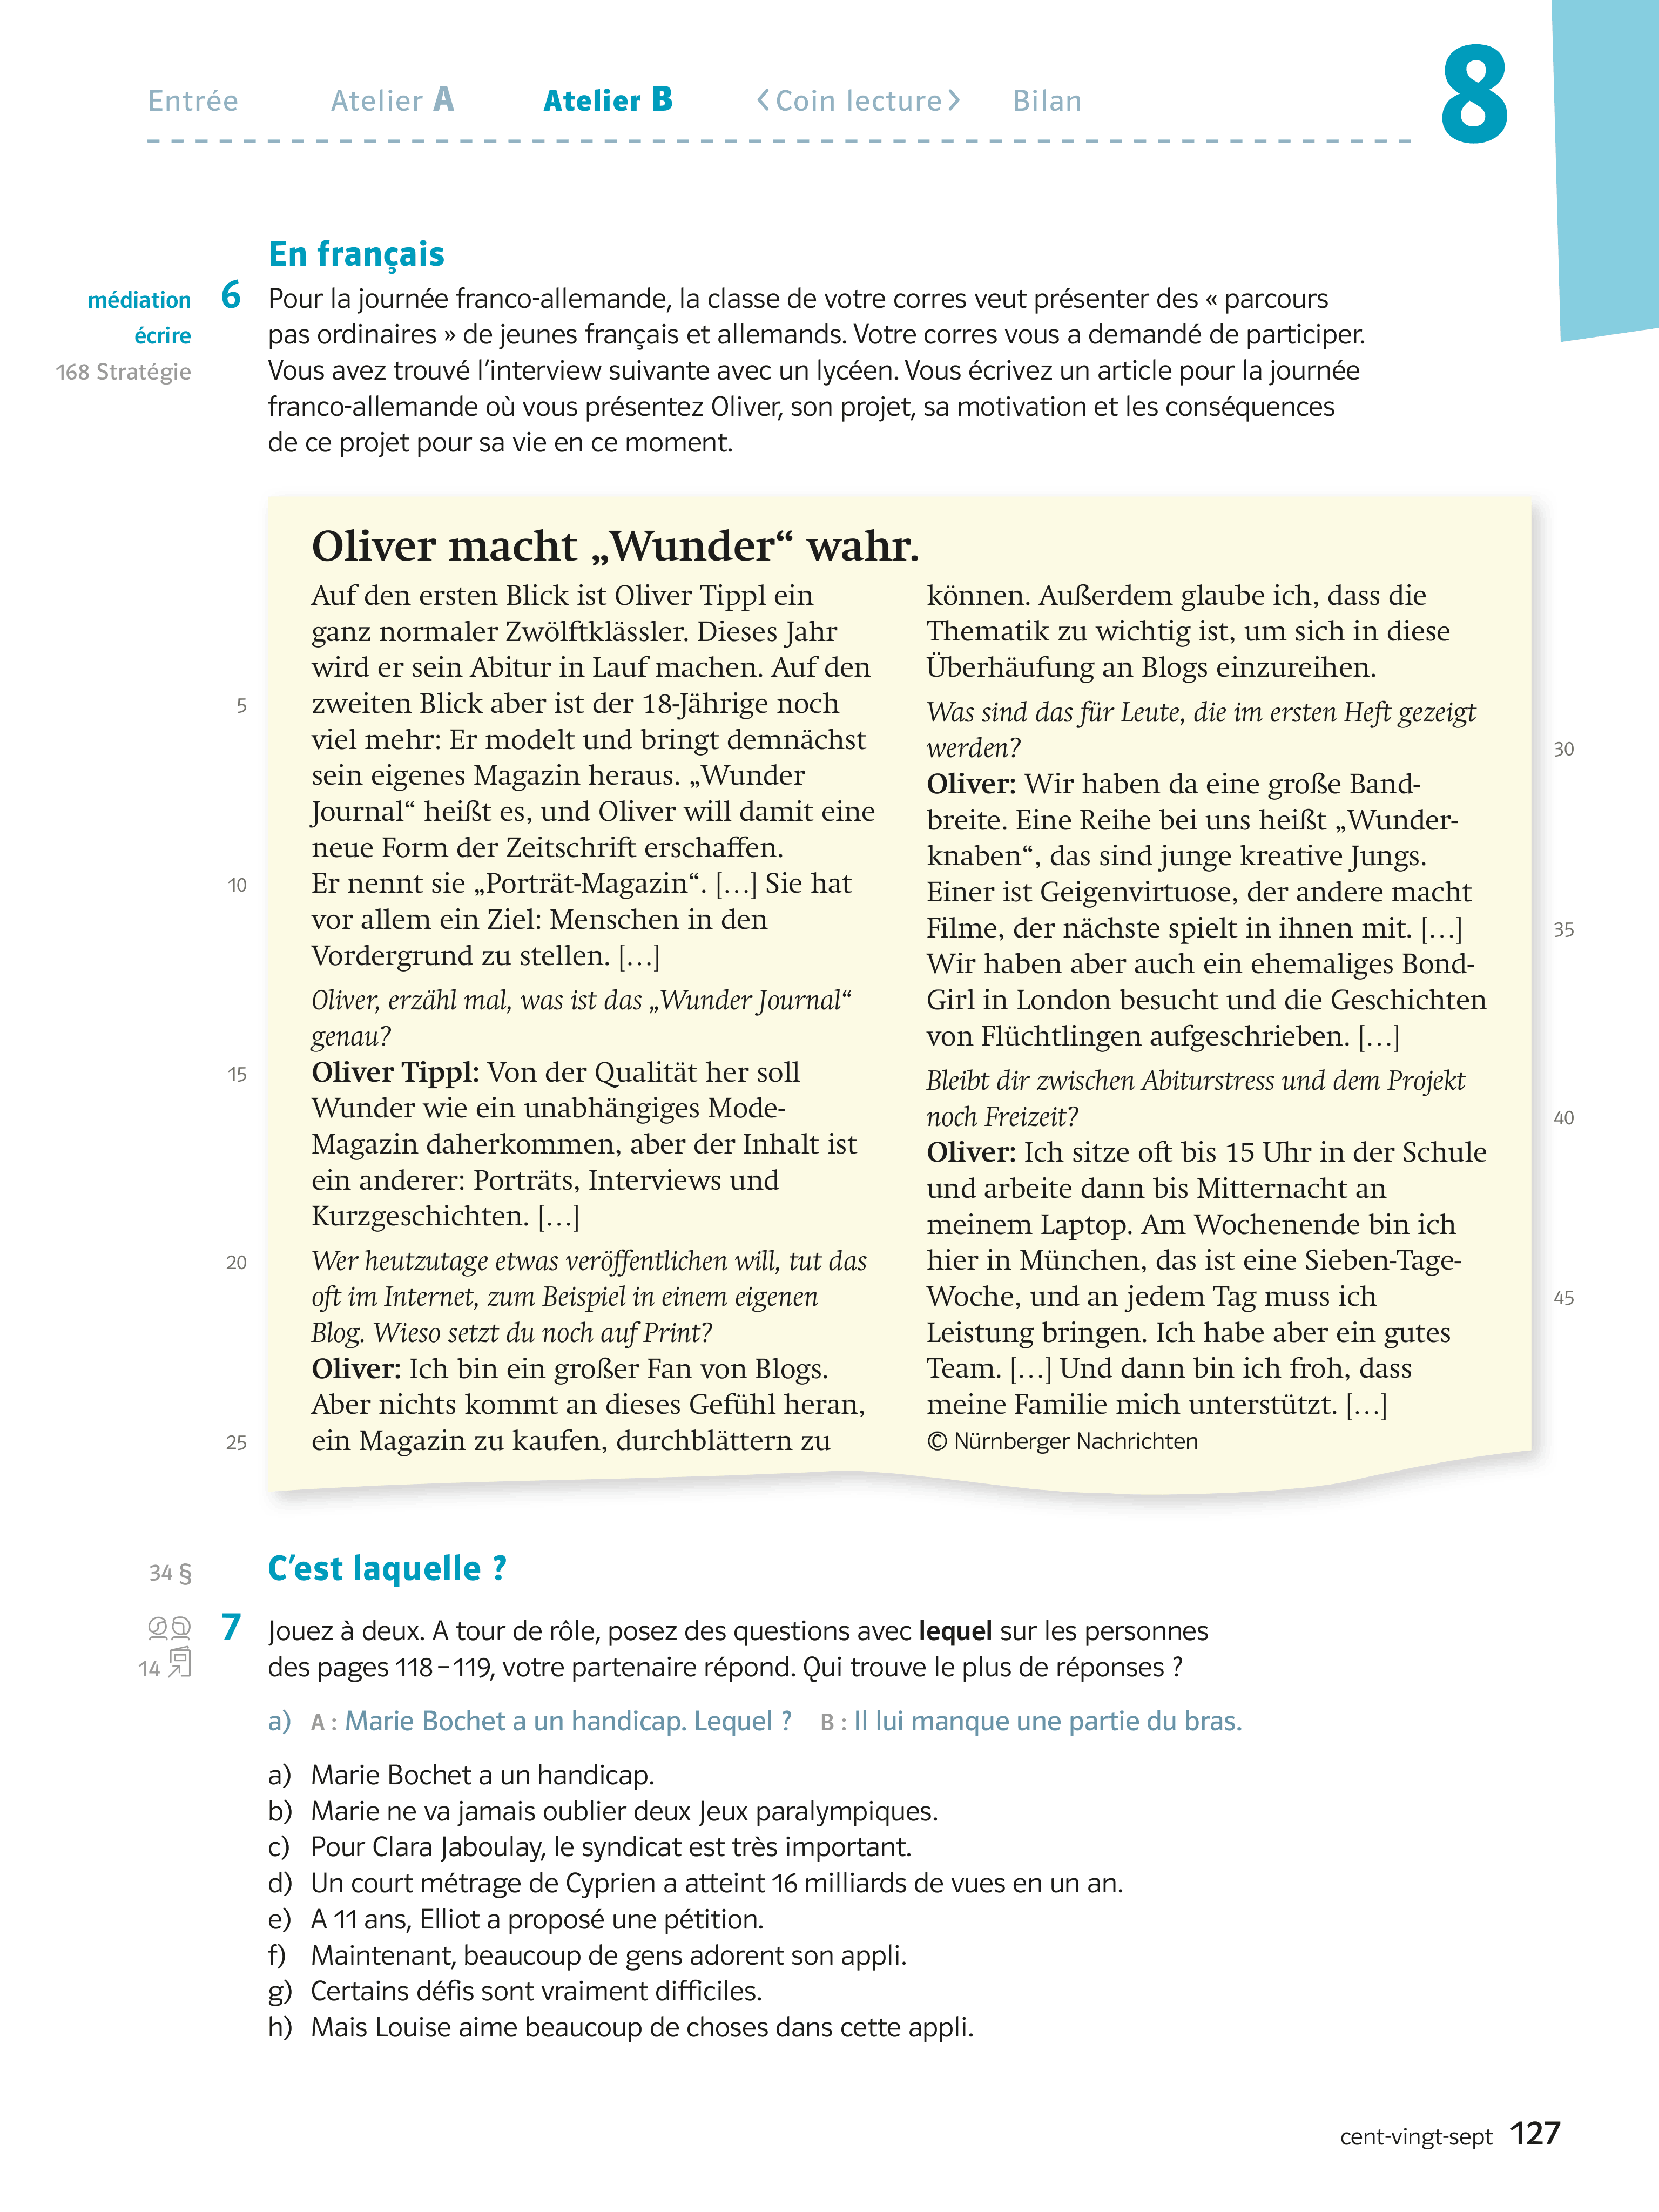 Entrée Atelier A Atelier B ‹Coin lecture› Bilan 8
En français
médiation
écrire
168 Stratégie
6 Pour la journée franco-allemande, la classe de votre corres veut présenter des « parcours
pas ordinaires » de jeunes français et allemands. Votre corres vous a demandé de participer.
Vous avez trouvé l'interview suivante avec un lycéen. Vous écrivez un article pour la journée
franco-allemande où vous présentez Oliver, son projet, sa motivation et les conséquences
de ce projet pour sa vie en ce moment.
Oliver macht „Wunder“ wahr.
Auf den ersten Blick ist Oliver Tippl ein
ganz normaler Zwölftklässler. Dieses Jahr
wird er sein Abitur in Lauf machen. Auf den
5 zweiten Blick aber ist der 18-Jährige noch
viel mehr: Er modelt und bringt demnächst
sein eigenes Magazin heraus. „Wunder
Journal“ heißt es, und Oliver will damit eine
neue Form der Zeitschrift erschaffen.
10 Er nennt sie „Porträt-Magazin“. […] Sie hat
vor allem ein Ziel: Menschen in den
Vordergrund zu stellen. […]
Oliver, erzähl mal, was ist das „Wunder Journal“
genau?
15 Oliver Tippl: Von der Qualität her soll
Wunder wie ein unabhängiges Mode-
Magazin daherkommen, aber der Inhalt ist
ein anderer: Porträts, Interviews und
Kurzgeschichten. […]
20 Wer heutzutage etwas veröffentlichen will, tut das
oft im Internet, zum Beispiel in einem eigenen
Blog. Wieso setzt du noch auf Print?
Oliver: Ich bin ein großer Fan von Blogs.
Aber nichts kommt an dieses Gefühl heran,
25 ein Magazin zu kaufen, durchblättern zu
können. Außerdem glaube ich, dass die
Thematik zu wichtig ist, um sich in diese
Überhäufung an Blogs einzureihen.
Was sind das für Leute, die im ersten Heft gezeigt
werden? 30
Oliver: Wir haben da eine große Band-
breite. Eine Reihe bei uns heißt „Wunder-
knaben“, das sind junge kreative Jungs.
Einer ist Geigenvirtuose, der andere macht
Filme, der nächste spielt in ihnen mit. […] 35
Wir haben aber auch ein ehemaliges Bond-
Girl in London besucht und die Geschichten
von Flüchtlingen aufgeschrieben. […]
Bleibt dir zwischen Abiturstress und dem Projekt
noch Freizeit? 40
Oliver: Ich sitze oft bis 15 Uhr in der Schule
und arbeite dann bis Mitternacht an
meinem Laptop. Am Wochenende bin ich
hier in München, das ist eine Sieben-Tage-
Woche, und an jedem Tag muss ich 45
Leistung bringen. Ich habe aber ein gutes
Team. […] Und dann bin ich froh, dass
meine Familie mich unterstützt. […]
© Nürnberger Nachrichten
34 § C'est laquelle ?
14
7 Jouez à deux. A tour de rôle, posez des questions avec lequel sur les personnes
des pages 118–119, votre partenaire répond. Qui trouve le plus de réponses ?
a) A : Marie Bochet a un handicap. Lequel ? B : Il lui manque une partie du bras.
a) Marie Bochet a un handicap.
b) Marie ne va jamais oublier deux Jeux paralympiques.
c) Pour Clara Jaboulay, le syndicat est très important.
d) Un court métrage de Cyprien a atteint 16 milliards de vues en un an.
e) A 11 ans, Elliot a proposé une pétition.
f) Maintenant, beaucoup de gens adorent son appli.
g) Certains défis sont vraiment difficiles.
h) Mais Louise aime beaucoup de choses dans cette appli.
cent-vingt-sept 127